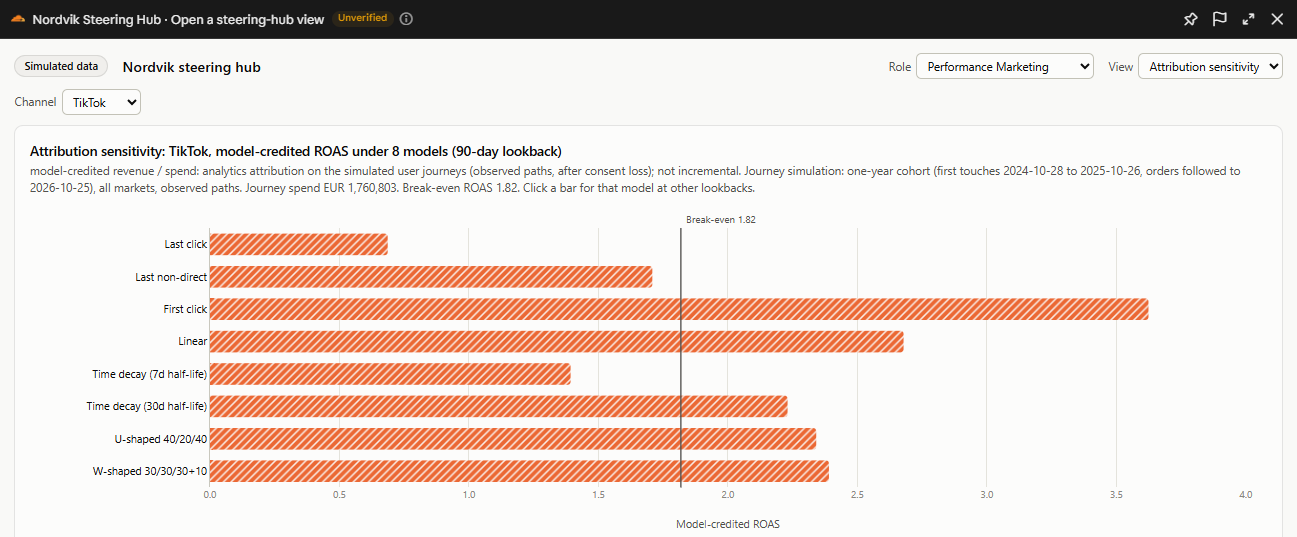 Nordvik Steering Hub · Open a steering-hub view Unverified
Simulated data Nordvik steering hub Role Performance Marketing View Attribution sensitivity
Channel TikTok
Attribution sensitivity: TikTok, model-credited ROAS under 8 models (90-day lookback)
model-credited revenue / spend: analytics attribution on the simulated user journeys (observed paths, after consent loss); not incremental. Journey simulation: one-year cohort (first touches 2024-10-28 to 2025-10-26, orders followed to
2026-10-25), all markets, observed paths. Journey spend EUR 1,760,803. Break-even ROAS 1.82. Click a bar for that model at other lookbacks.
Break-even 1.82
Last click
Last non-direct
First click
Linear
Time decay (7d half-life)
Time decay (30d half-life)
U-shaped 40/20/40
W-shaped 30/30/30+10
0.0 0.5 1.0 1.5 2.0 2.5 3.0 3.5 4.0
Model-credited ROAS